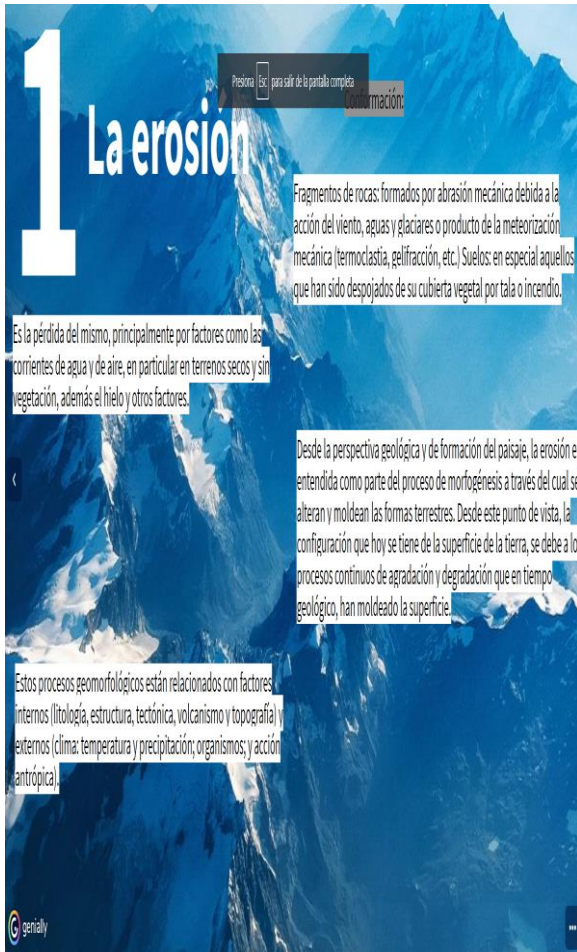 1
La erosión
Presiona Esc para salir de la pantalla completa
Conformación:
Fragmentos de rocas: formados por abrasión mecánica debida a la
acción del viento, aguas y glaciares o producto de la meteorización
mecánica (termoclastia, gelifracción, etc.) Suelos: en especial aquellos
que han sido despojados de su cubierta vegetal por tala o incendio.
Es la pérdida del mismo, principalmente por factores como las
corrientes de agua y de aire, en particular en terrenos secos y sin
vegetación, además el hielo y otros factores.
Desde la perspectiva geológica y de formación del paisaje, la erosión e
entendida como parte del proceso de morfogénesis a través del cual se
alteran y moldean las formas terrestres. Desde este punto de vista, la
configuración que hoy se tiene de la superficie de la tierra, se debe a lo
procesos continuos de agradación y degradación que en tiempo
geológico, han moldeado la superficie.
Estos procesos geomorfológicos están relacionados con factores
internos (litología, estructura, tectónica, volcanismo y topografía) y
externos (clima: temperatura y precipitación; organismos; y acción
antrópica).
genially